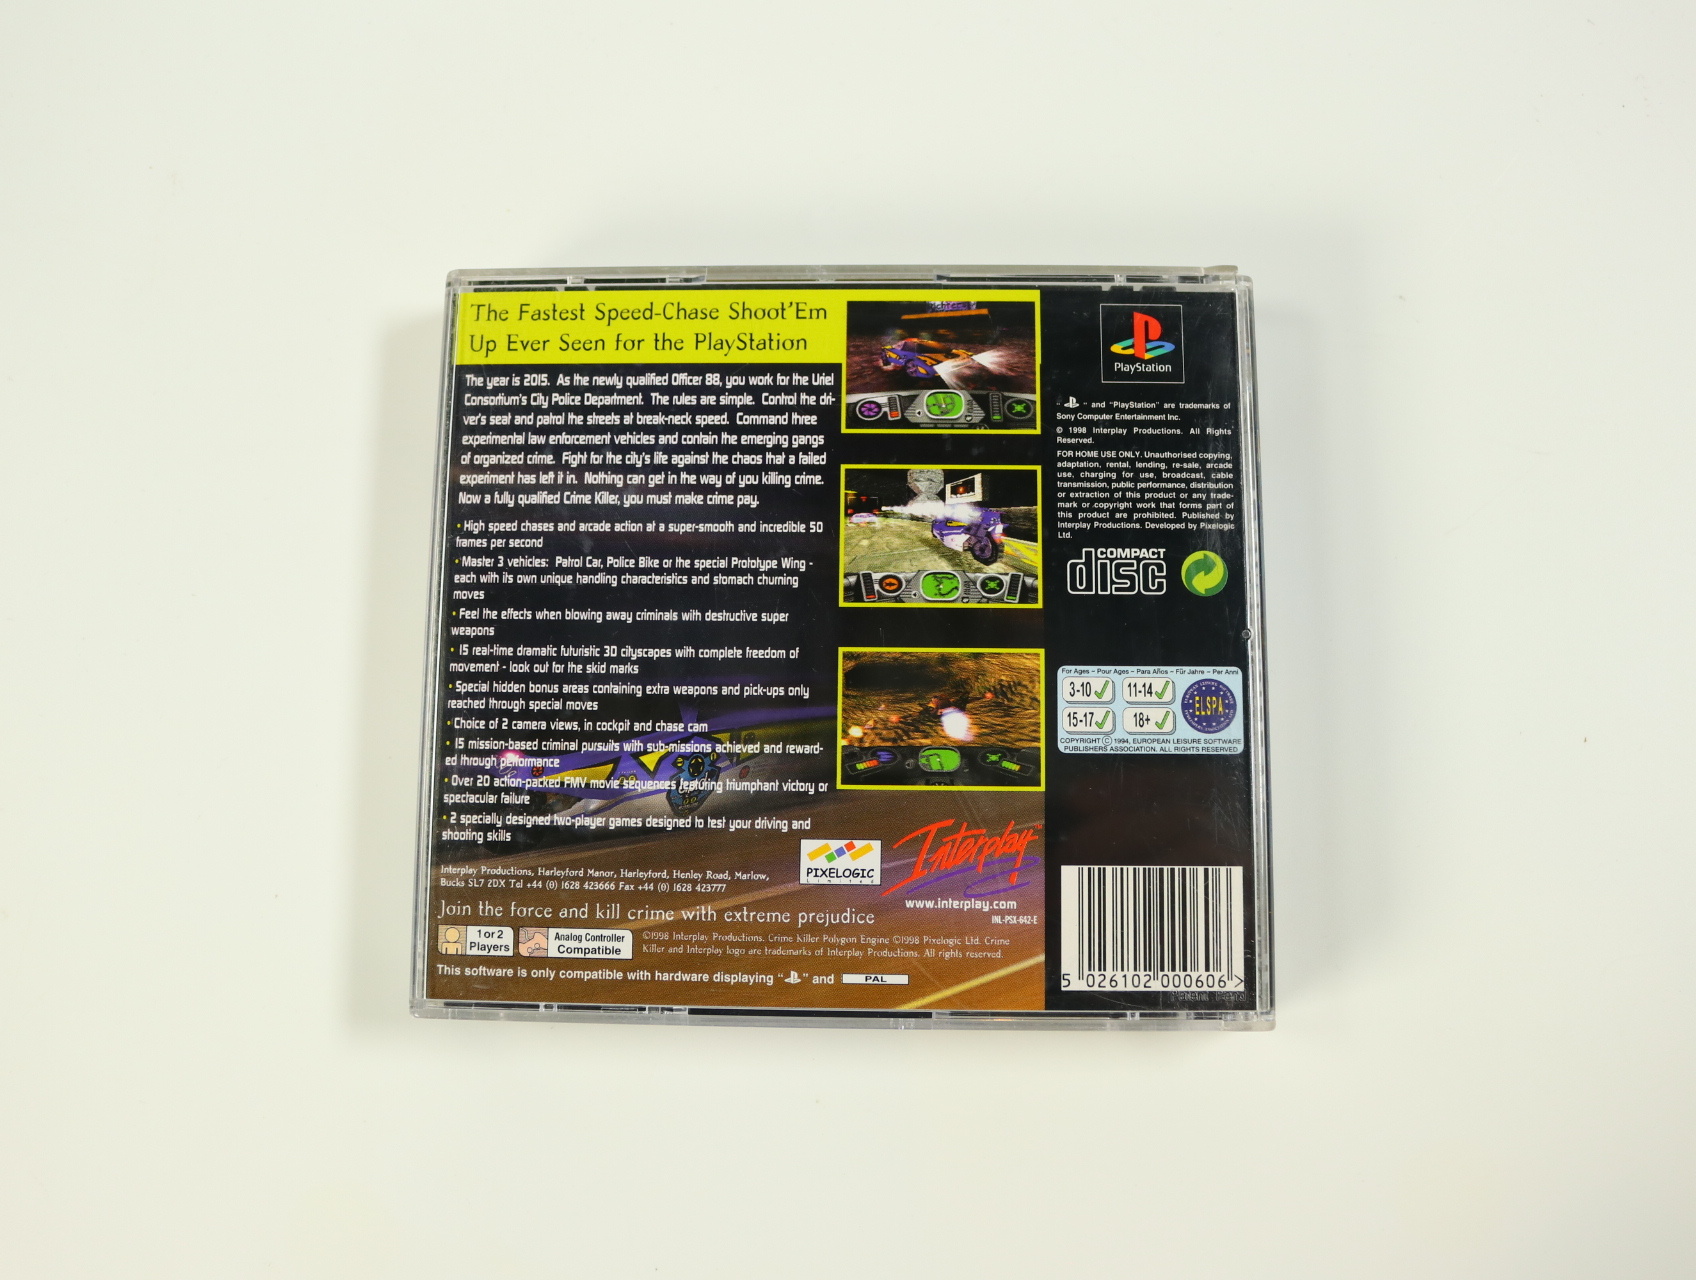 The Fastest Speed-Chase Shoot'Em
Up Ever Seen for the PlayStation
The year is 2015. As the newly qualified Officer 88, you work for the Uriel
Consortium's City Police Department. The rules are simple. Control the dri-
ver's seat and patrol the streets at break-neck speed. Command three
experimental law enforcement vehicles and contain the emerging gangs
of organized crime. Fight for the city's life against the chaos that a failed
experiment has left it in. Nothing can get in the way of you killing crime.
Now a fully qualified Crime Killer, you must make crime pay.
• High speed chases and arcade action at a super-smooth and incredible 50
frames per second
• Master 3 vehicles: Patrol Car, Police Bike or the special Prototype Wing -
each with its own unique handling characteristics and stomach churning
moves
• Feel the effects when blowing away criminals with destructive super
weapons
• 15 real-time dramatic futuristic 3D cityscapes with complete freedom of
movement - look out for the skid marks
• Special hidden bonus areas containing extra weapons and pick-ups only
reached through special moves
• Choice of 2 camera views, in cockpit and chase cam
• 15 mission-based criminal pursuits with sub-missions achieved and reward-
ed through performance
• Over 20 action-packed FMV movie sequences featuring triumphant victory or
spectacular failure
• 2 specially designed two-player games designed to test your driving and
shooting skills
Interplay Productions, Harleyford Manor, Harleyford, Henley Road, Marlow,
Bucks SL7 2DX Tel +44 (0) 1628 423666 Fax +44 (0) 1628 423777
PIXELOGIC
Limited
Interplay™
www.interplay.com
INL-PSX-642-E
Join the force and kill crime with extreme prejudice
1 or 2
Players
Analog Controller
Compatible
©1998 Interplay Productions. Crime Killer Polygon Engine ©1998 Pixelogic Ltd. Crime
Killer and Interplay logo are trademarks of Interplay Productions. All rights reserved.
This software is only compatible with hardware displaying " " and PAL
PlayStation
" " and "PlayStation" are trademarks of
Sony Computer Entertainment Inc.
© 1998 Interplay Productions. All Rights
Reserved.
FOR HOME USE ONLY. Unauthorised copying,
adaptation, rental, lending, re-sale, arcade
use, charging for use, broadcast, cable
transmission, public performance, distribution
or extraction of this product or any trade-
mark or copyright work that forms part of
this product are prohibited. Published by
Interplay Productions. Developed by Pixelogic
Ltd.
COMPACT
disc
For Ages – Pour Ages – Para Años – Für Jahre – Per Anni
3-10 11-14
15-17 18+
ELSPA
COPYRIGHT © 1994, EUROPEAN LEISURE SOFTWARE
PUBLISHERS ASSOCIATION. ALL RIGHTS RESERVED
5 026102 000606 >